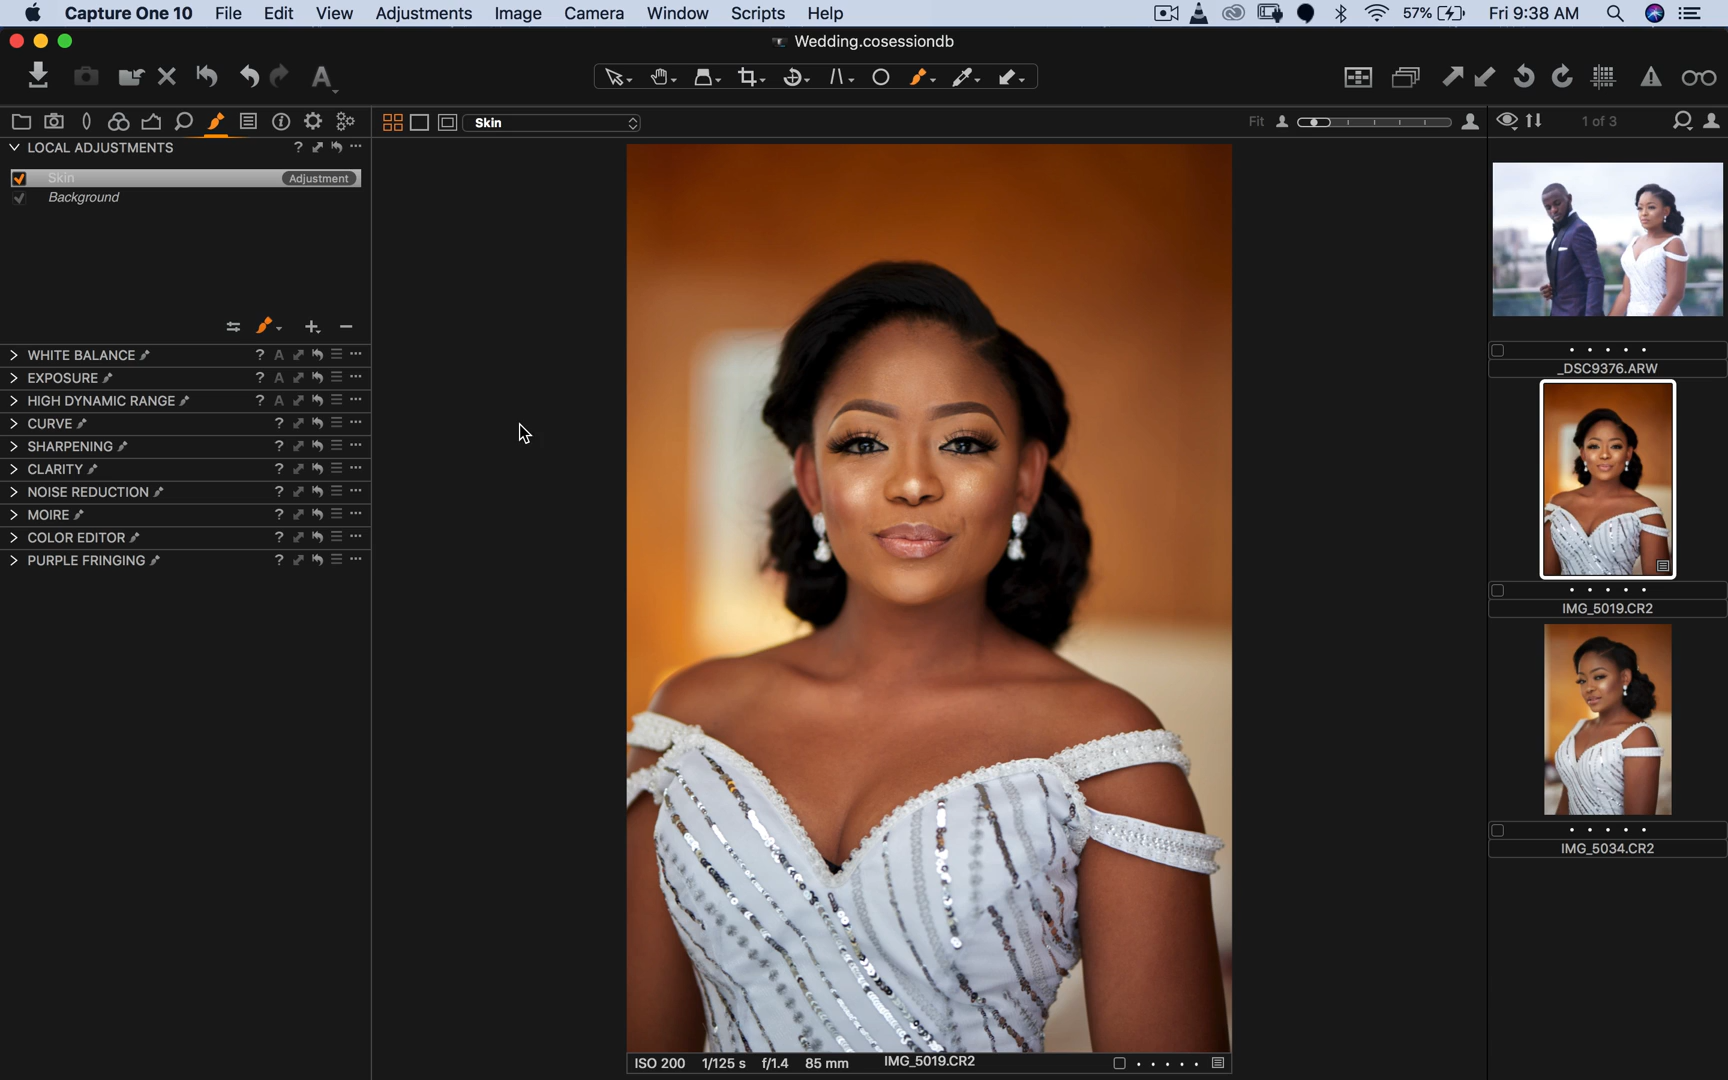 Capture One 10 File Edit View Adjustments Image Camera Window Scripts Help 57% Fri 9:38 AM
Wedding.cosessiondb
A
Skin
Fit
1 of 3
LOCAL ADJUSTMENTS ?
Skin Adjustment
Background
WHITE BALANCE ? A
EXPOSURE ? A
HIGH DYNAMIC RANGE ? A
CURVE ?
SHARPENING ?
CLARITY ?
NOISE REDUCTION ?
MOIRE ?
COLOR EDITOR ?
PURPLE FRINGING ?
ISO 200 1/125 s f/1.4 85 mm IMG_5019.CR2
_DSC9376.ARW
IMG_5019.CR2
IMG_5034.CR2